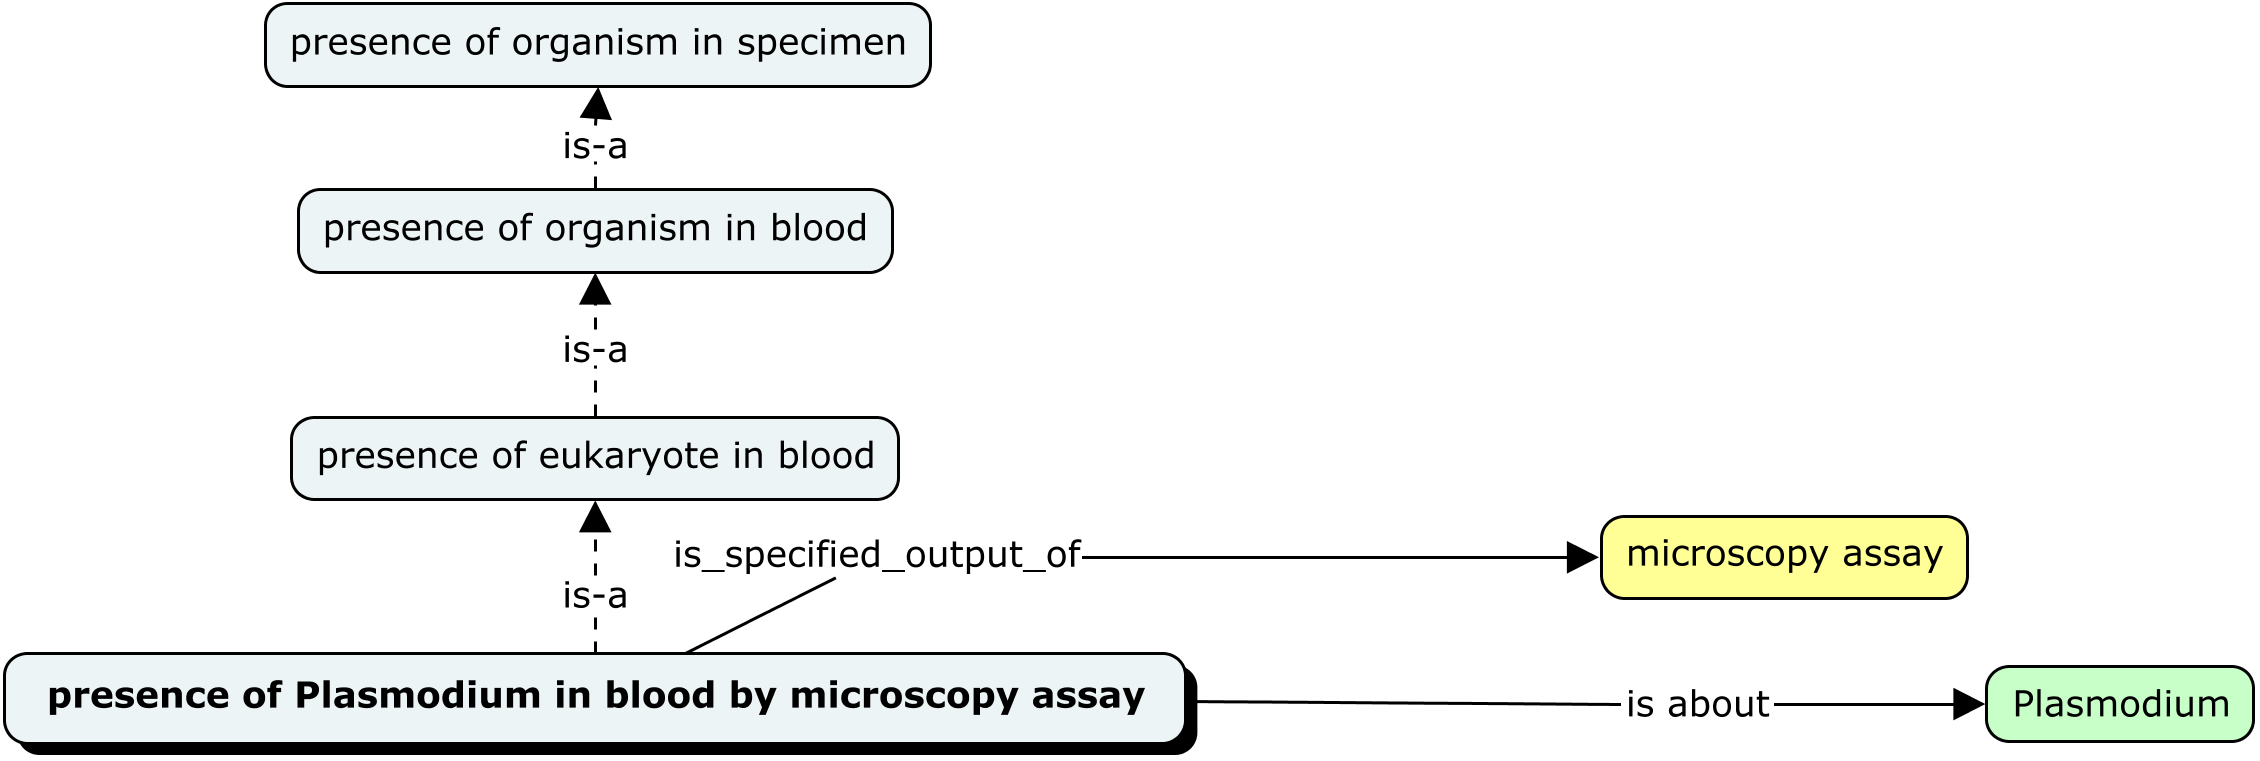 presence of organism in specimen
is-a
presence of organism in blood
is-a
presence of eukaryote in blood
is_specified_output_of
microscopy assay
is-a
presence of Plasmodium in blood by microscopy assay
is about
Plasmodium